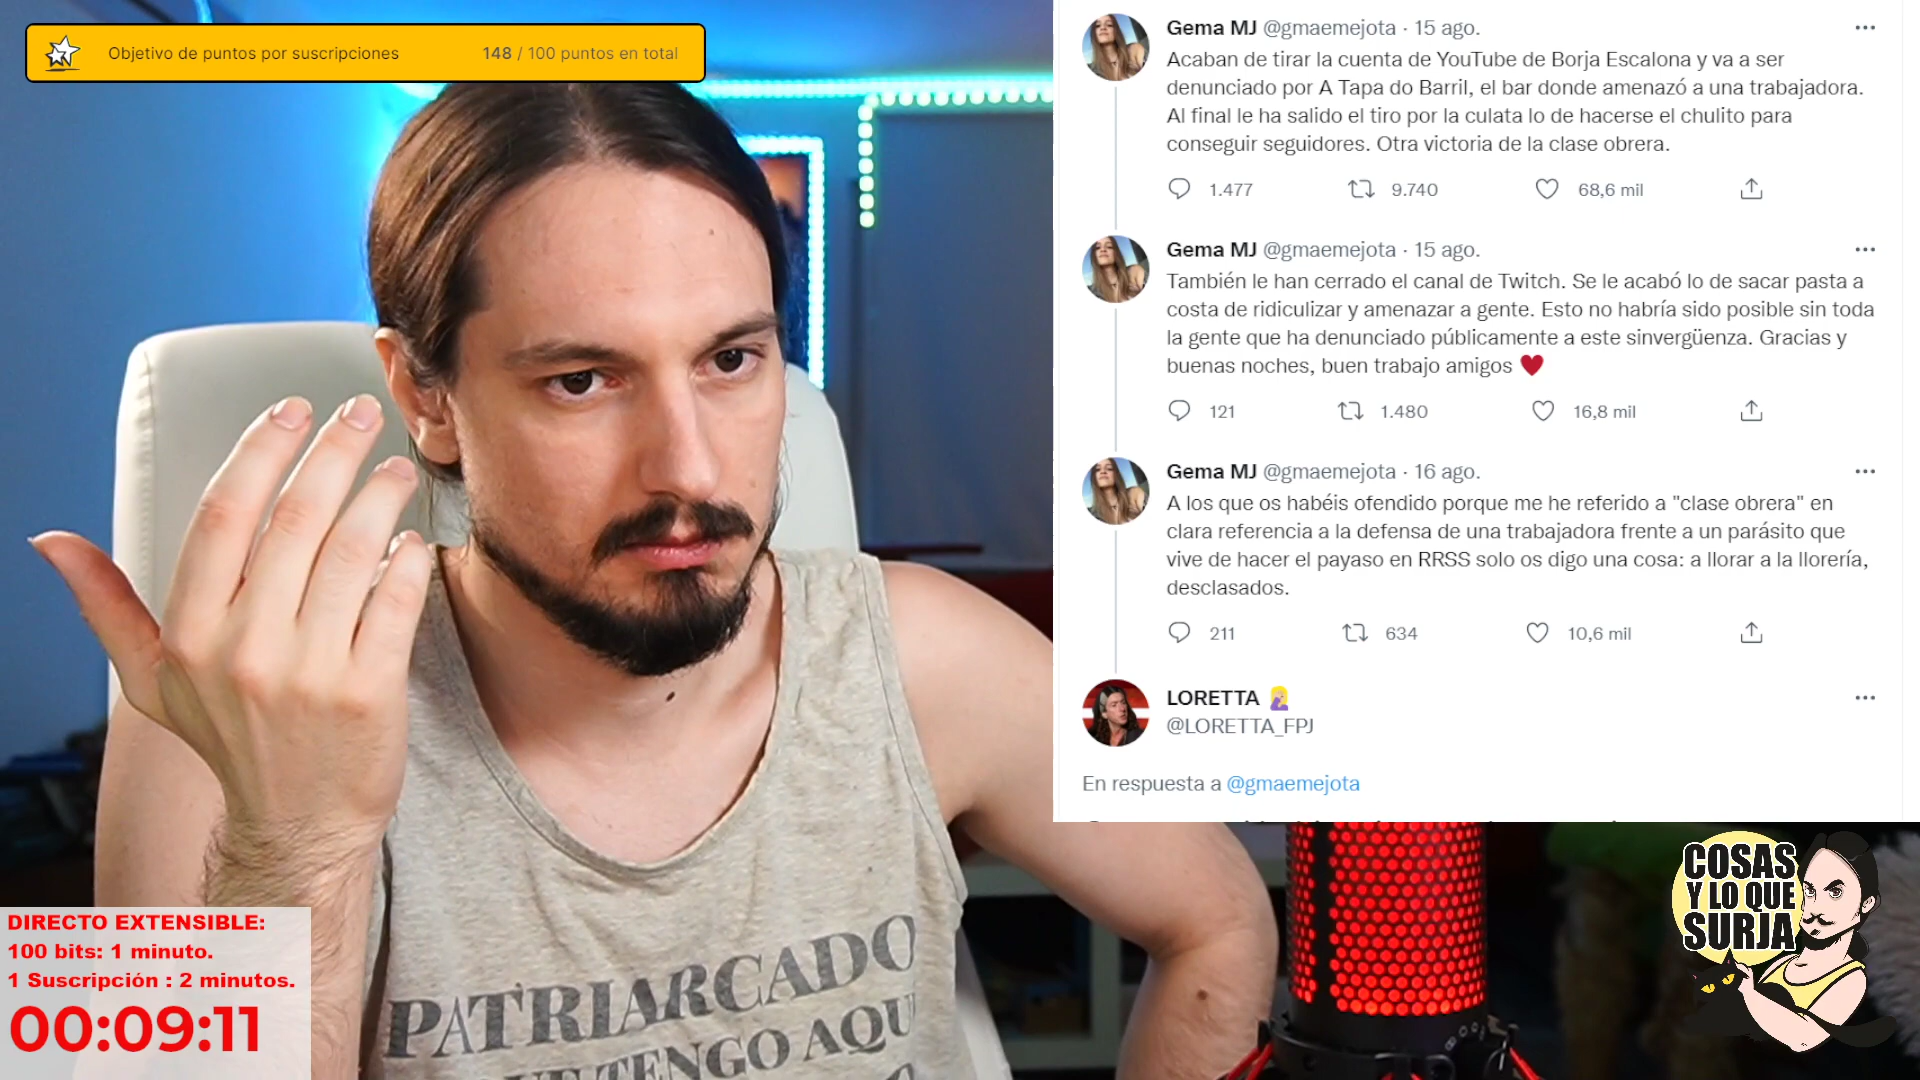 Objetivo de puntos por suscripciones 148 / 100 puntos en total
Gema MJ @gmaemejota · 15 ago.
Acaban de tirar la cuenta de YouTube de Borja Escalona y va a ser
denunciado por A Tapa do Barril, el bar donde amenazó a una trabajadora.
Al final le ha salido el tiro por la culata lo de hacerse el chulito para
conseguir seguidores. Otra victoria de la clase obrera.
1.477 9.740 68,6 mil
Gema MJ @gmaemejota · 15 ago.
También le han cerrado el canal de Twitch. Se le acabó lo de sacar pasta a
costa de ridiculizar y amenazar a gente. Esto no habría sido posible sin toda
la gente que ha denunciado públicamente a este sinvergüenza. Gracias y
buenas noches, buen trabajo amigos ♥
121 1.480 16,8 mil
Gema MJ @gmaemejota · 16 ago.
A los que os habéis ofendido porque me he referido a "clase obrera" en
clara referencia a la defensa de una trabajadora frente a un parásito que
vive de hacer el payaso en RRSS solo os digo una cosa: a llorar a la llorería,
desclasados.
211 634 10,6 mil
LORETTA 🤦🏼‍♀️
@LORETTA_FPJ
En respuesta a @gmaemejota
COSAS
Y LO QUE
SURJA
DIRECTO EXTENSIBLE:
100 bits: 1 minuto.
1 Suscripción : 2 minutos.
00:09:11
PATRIARCADO
TENGO AQU